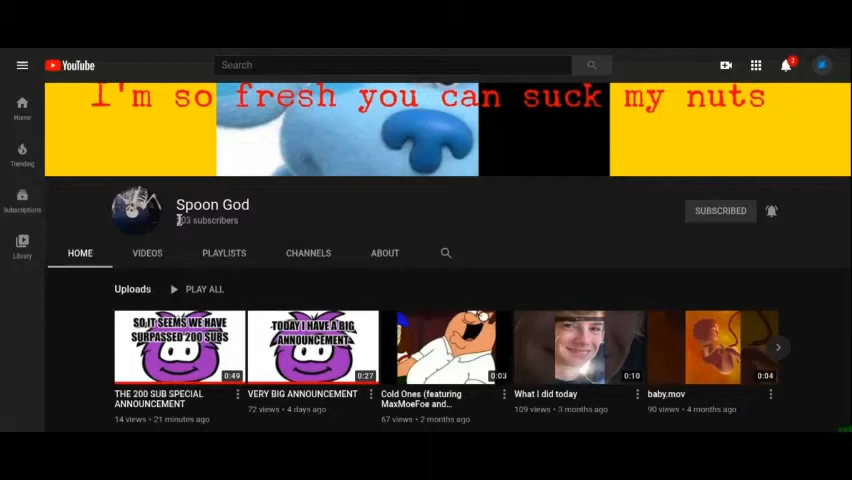 YouTube
Search
3
I'm so fresh you can suck my nuts
Home
Trending
Subscriptions
Library
Spoon God
03 subscribers
SUBSCRIBED
HOME
VIDEOS
PLAYLISTS
CHANNELS
ABOUT
Uploads
PLAY ALL
SO IT SEEMS WE HAVE
SURPASSED 200 SUBS
0:49
TODAY I HAVE A BIG
ANNOUNCEMENT
0:27
0:03
0:10
0:04
THE 200 SUB SPECIAL
ANNOUNCEMENT
14 views • 21 minutes ago
VERY BIG ANNOUNCEMENT
72 views • 4 days ago
Cold Ones (featuring
MaxMoeFoe and...
67 views • 2 months ago
What I did today
109 views • 3 months ago
baby.mov
90 views • 4 months ago